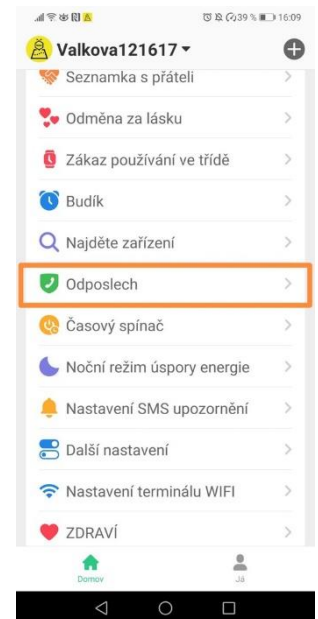 39 % 16:09
Valkova121617
Seznamka s přáteli
Odměna za lásku
Zákaz používání ve třídě
Budík
Najděte zařízení
Odposlech
Časový spínač
Noční režim úspory energie
Nastavení SMS upozornění
Další nastavení
Nastavení terminálu WIFI
ZDRAVÍ
Domov
Já